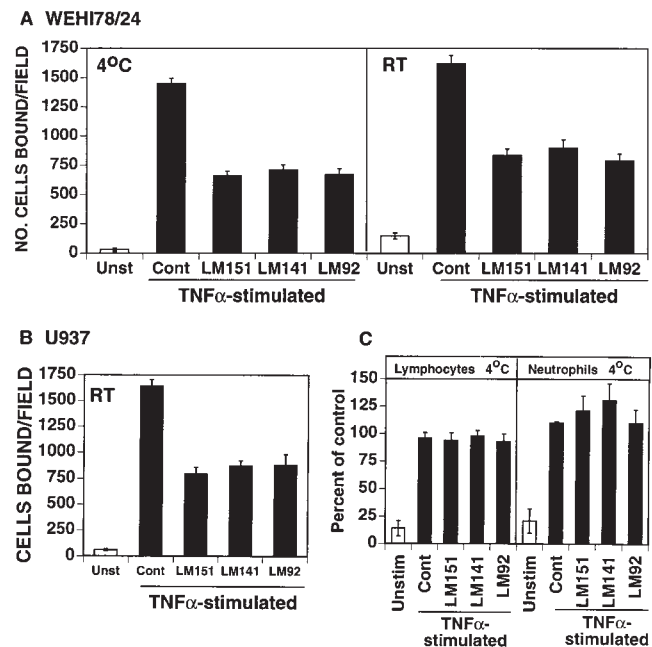 A WEHI78/24
NO. CELLS BOUND/FIELD
1750
1500
1250
1000
750
500
250
0
4°C
RT
Unst Cont LM151 LM141 LM92 Unst Cont LM151 LM141 LM92
TNFα-stimulated TNFα-stimulated
B U937
CELLS BOUND/FIELD
1750
1500
1250
1000
750
500
250
0
RT
Unst Cont LM151 LM141 LM92
TNFα-stimulated
C
Percent of control
Lymphocytes 4°C Neutrophils 4°C
150
125
100
75
50
25
0
Unstim Cont LM151 LM141 LM92 Unstim Cont LM151 LM141 LM92
TNFα- TNFα-
stimulated stimulated